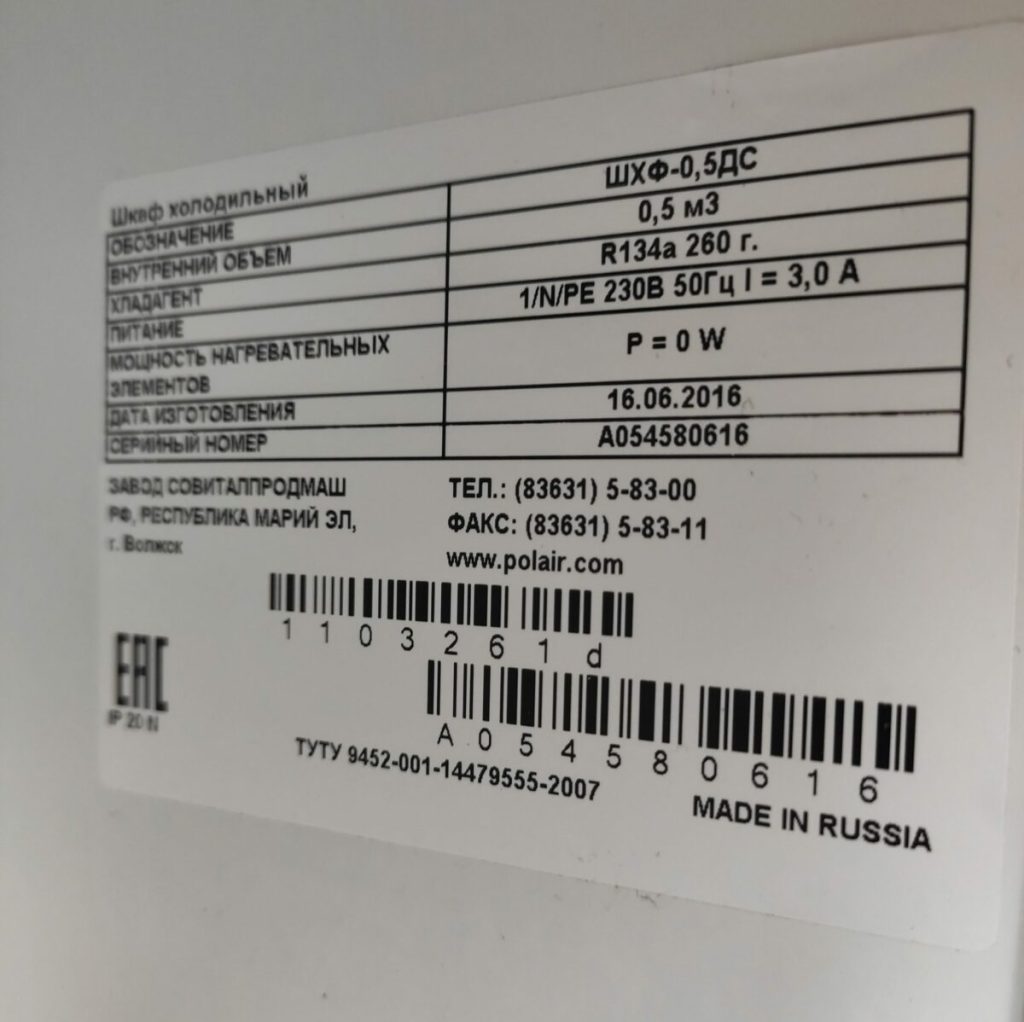 Шкаф холодильный
ОБОЗНАЧЕНИЕ ШХФ-0,5ДС
ВНУТРЕННИЙ ОБЪЕМ 0,5 м3
ХЛАДАГЕНТ R134a 260 г.
ПИТАНИЕ 1/N/PE 230В 50Гц I = 3,0 А
МОЩНОСТЬ НАГРЕВАТЕЛЬНЫХ
ЭЛЕМЕНТОВ P = 0 W
ДАТА ИЗГОТОВЛЕНИЯ 16.06.2016
СЕРИЙНЫЙ НОМЕР A054580616
ЗАВОД СОВИТАЛПРОДМАШ
РФ, РЕСПУБЛИКА МАРИЙ ЭЛ,
г. Волжск
ТЕЛ.: (83631) 5-83-00
ФАКС: (83631) 5-83-11
www.polair.com
1103261d
EAC
IP 20 N
A054580616
ТУТУ 9452-001-14479555-2007
MADE IN RUSSIA